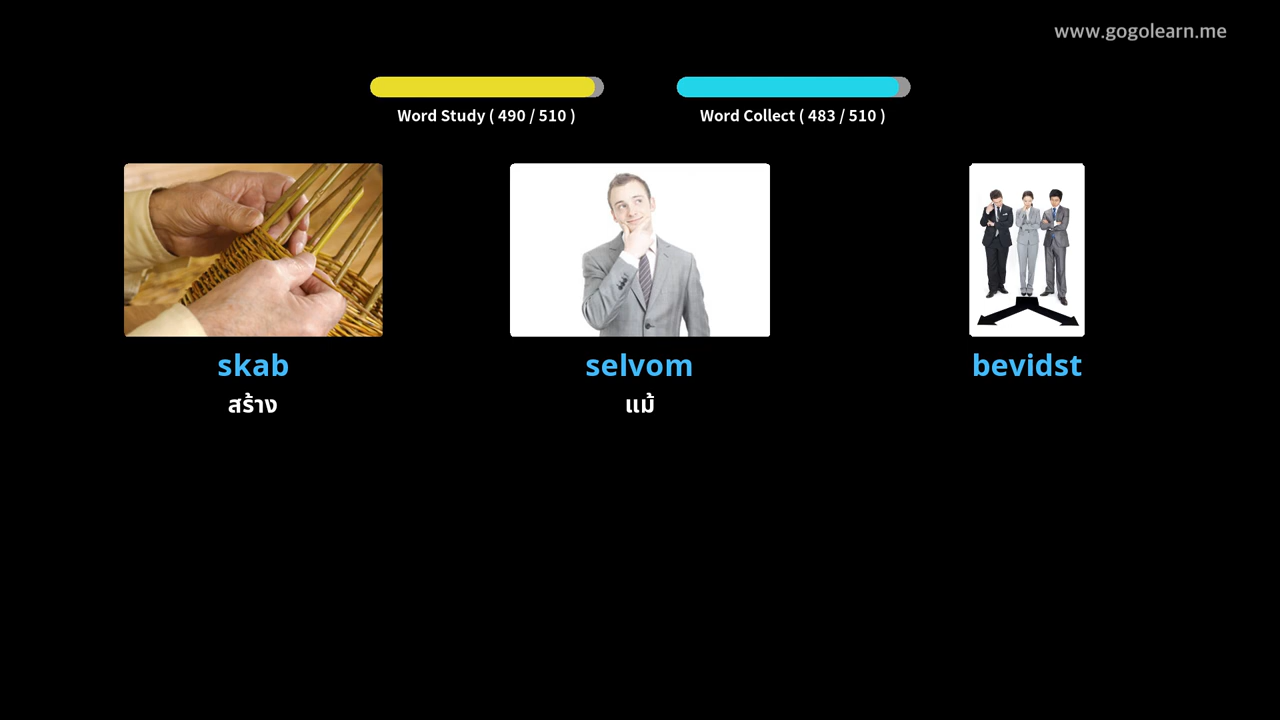 www.gogolearn.me
Word Study ( 490 / 510 )
Word Collect ( 483 / 510 )
skab
selvom
bevidst
สร้าง
แม้